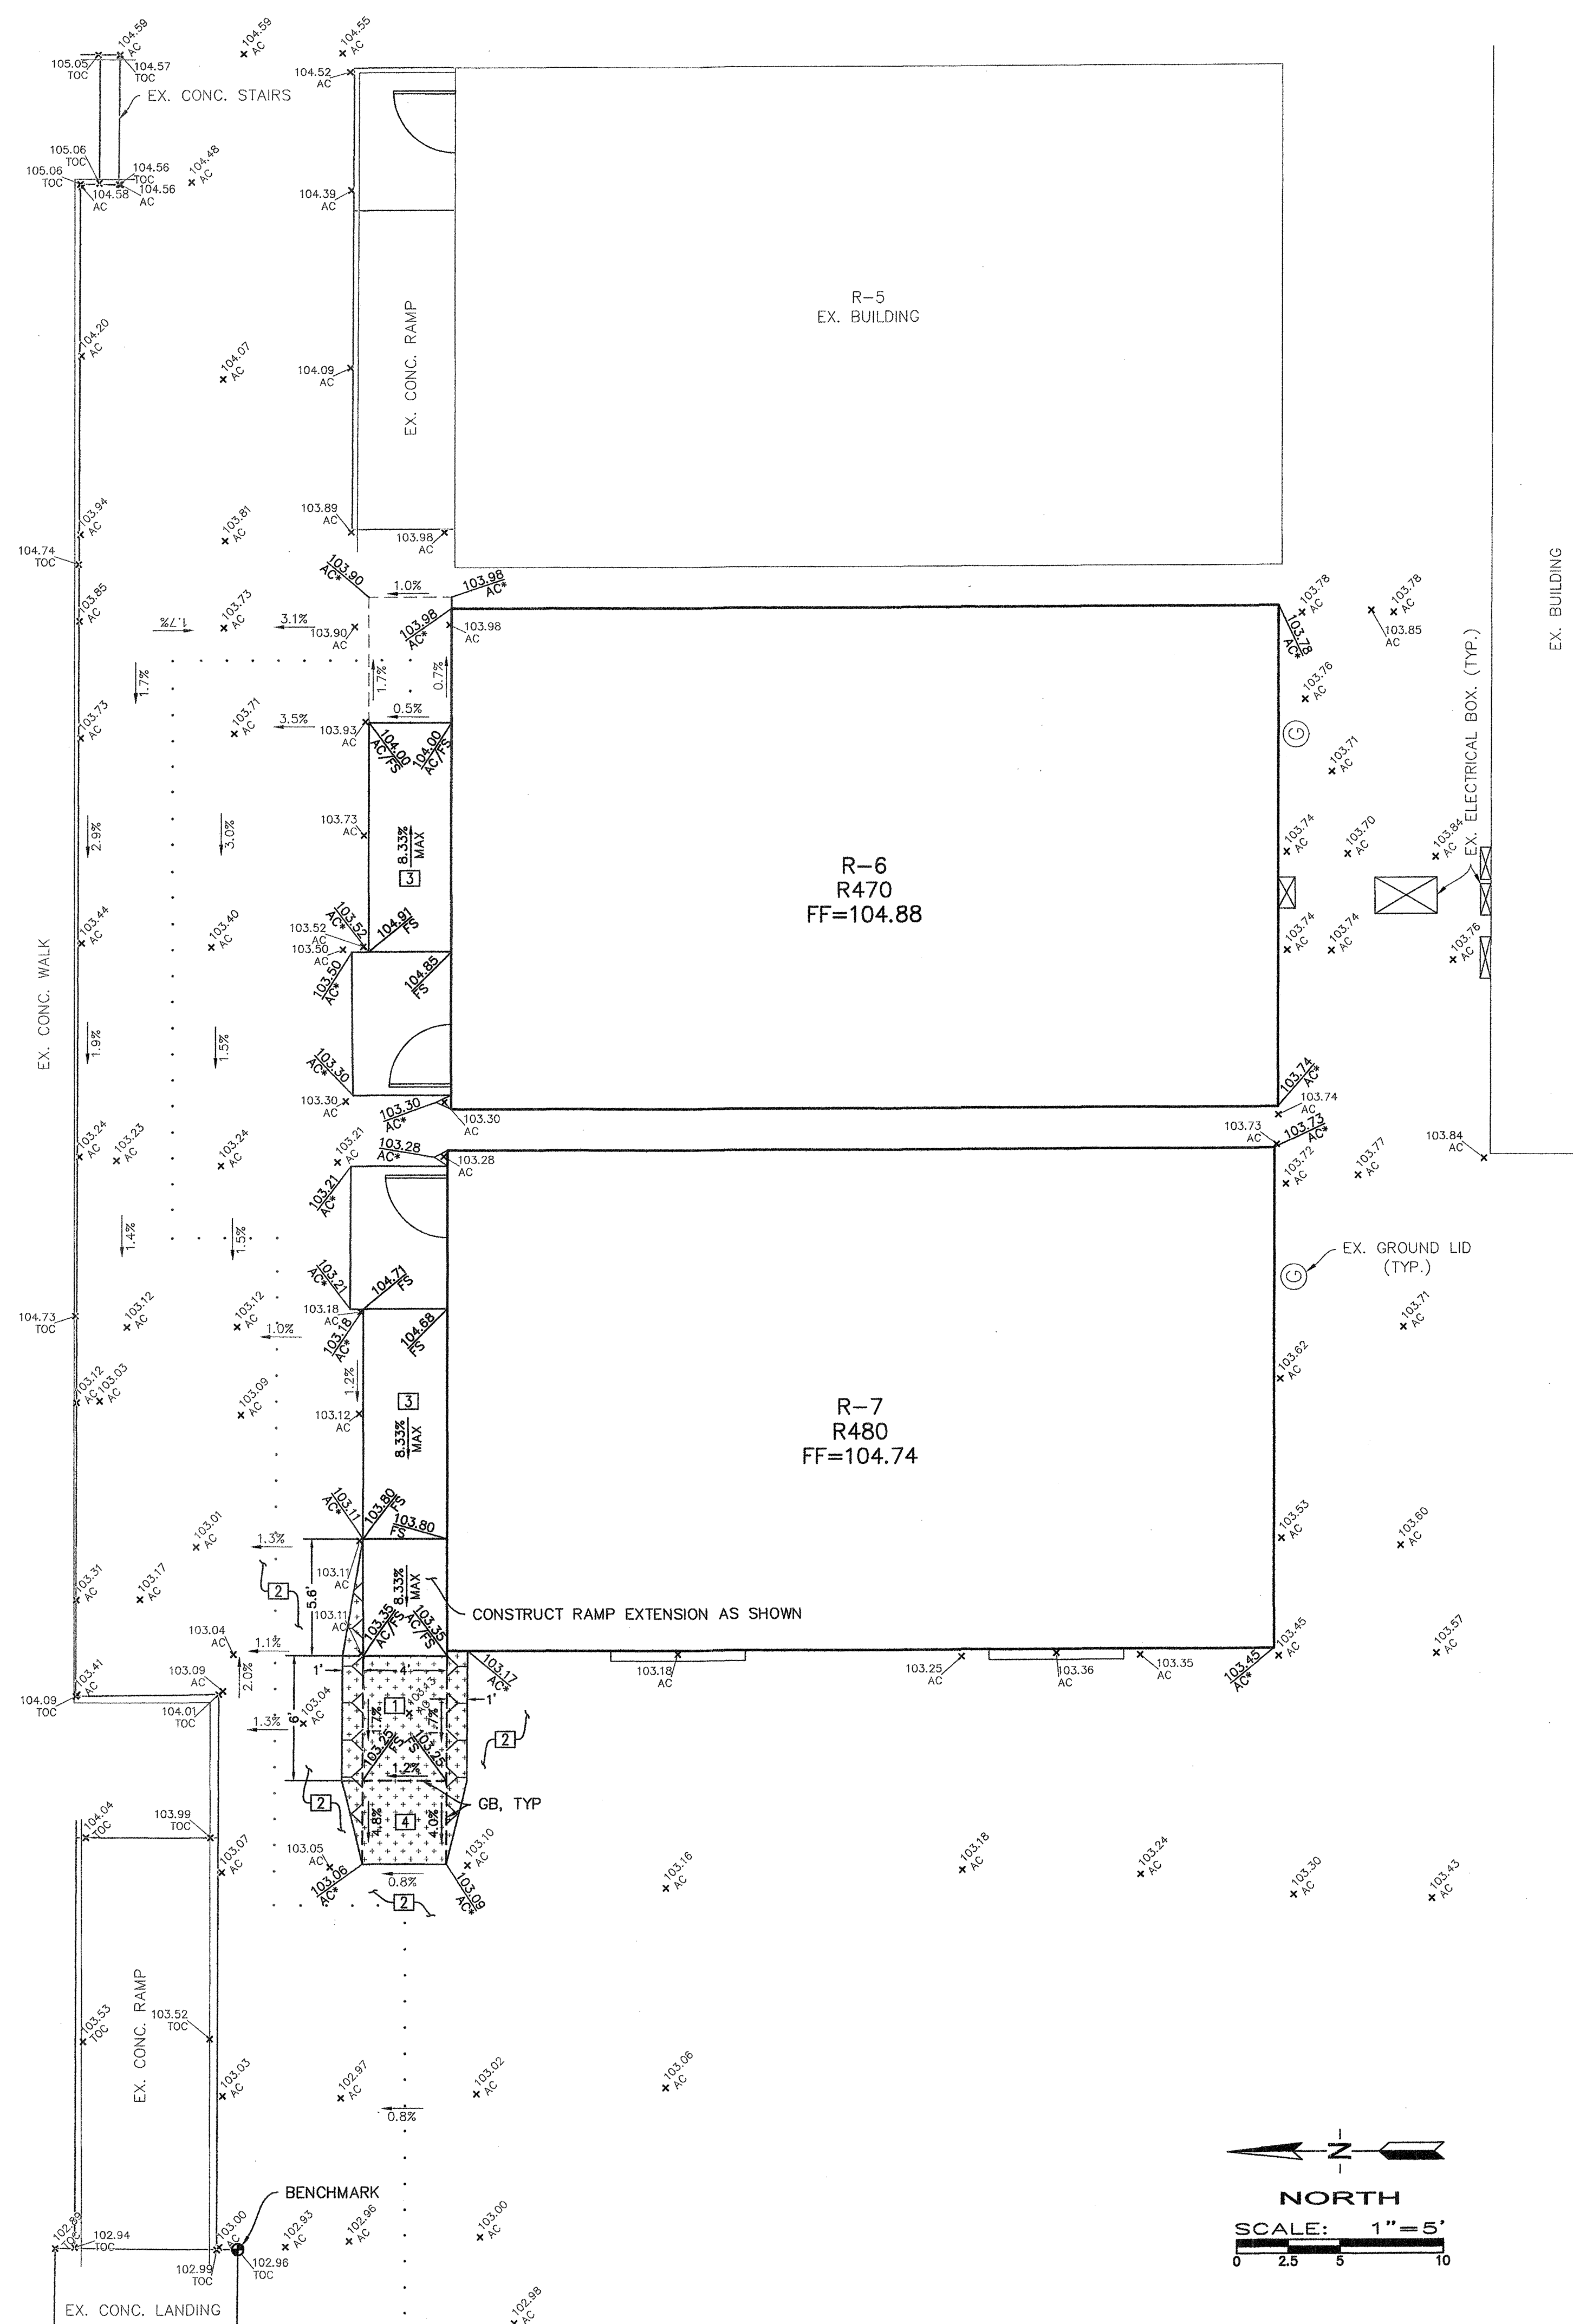 104.59
AC
104.59
AC
104.55
AC
105.05
TOC
104.57
TOC
104.52
AC
EX. CONC. STAIRS
105.06
TOC
105.06
TOC
104.56
TOC
104.48
AC
104.58
AC
104.56
AC
104.39
AC
R-5
EX. BUILDING
EX. CONC. RAMP
104.20
AC
104.07
AC
104.09
AC
103.94
AC
103.81
AC
103.89
AC
103.98
AC
104.74
TOC
EX. BUILDING
103.90
AC*
1.0%
103.98
AC*
103.85
AC
103.73
AC
1.7%
3.1%
103.90
AC
103.98
AC*
103.98
AC
103.78
AC
103.78
AC
103.85
AC
103.78
AC*
1.7%
1.7%
0.7%
103.76
AC
EX. ELECTRICAL BOX. (TYP.)
103.73
AC
103.71
AC
3.5%
0.5%
103.93
AC
104.00
AC/FS
104.00
AC/FS
G
103.71
AC
2.9%
3.0%
103.73
AC
8.33%
MAX
3
103.74
AC
103.70
AC
103.84
AC
R-6
R470
FF=104.88
EX. CONC. WALK
103.44
AC
103.40
AC
103.52
AC*
103.52
AC
104.91
FS
103.50
AC
103.50
AC*
104.85
FS
103.74
AC
103.74
AC
103.76
AC
1.9%
1.5%
103.30
AC*
103.30
AC
103.30
AC*
103.30
AC
103.74
AC*
103.74
AC
103.24
AC
103.23
AC
103.24
AC
103.21
AC
103.28
AC*
103.28
AC
103.73
AC
103.73
AC*
103.72
AC
103.77
AC
103.84
AC
103.21
AC*
1.4%
1.5%
EX. GROUND LID
(TYP.)
G
103.21
AC*
104.71
FS
104.73
TOC
103.12
AC
103.12
AC
103.18
AC
103.18
AC*
104.68
FS
1.0%
103.71
AC
103.12
AC
103.03
AC
103.09
AC
1.2%
3
103.12
AC
8.33%
MAX
103.62
AC
R-7
R480
FF=104.74
103.11
AC*
103.80
FS
103.80
FS
103.01
AC
1.3%
103.53
AC
103.60
AC
103.31
AC
103.17
AC
2
5.6'
103.11
AC
8.33%
MAX
CONSTRUCT RAMP EXTENSION AS SHOWN
103.11
AC
103.35
AC/FS
103.35
AC/FS
103.04
AC
1.1%
103.45
AC
103.57
AC
103.41
AC
104.09
TOC
103.09
AC
2.0%
1'
4'
103.17
AC*
103.18
AC
103.25
AC
103.36
AC
103.35
AC
103.45
AC*
104.01
TOC
103.04
AC
6'
1
103.13
AC
1'
1.3%
1.7%
1.7%
2
103.25
FS
103.25
FS
1.2%
2
GB, TYP
4
4.8%
4.0%
104.04
TOC
103.99
TOC
103.07
AC
103.05
AC
103.06
AC*
0.8%
103.10
AC
103.09
AC*
2
103.16
AC
103.18
AC
103.24
AC
103.30
AC
103.43
AC
EX. CONC. RAMP
103.53
TOC
103.52
TOC
103.03
AC
102.97
AC
103.02
AC
103.06
AC
0.8%
BENCHMARK
102.89
TOC
102.94
TOC
103.00
AC
102.93
AC
102.96
AC
103.00
AC
102.99
TOC
102.96
TOC
EX. CONC. LANDING
102.98
AC
N
NORTH
SCALE: 1"=5'
0 2.5 5 10